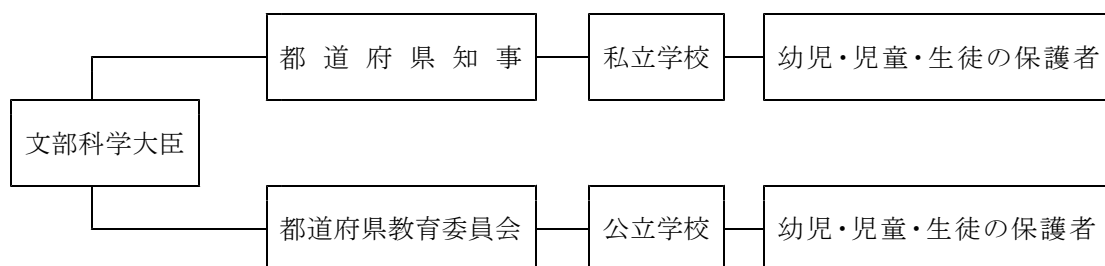 都道府県知事
私立学校
幼児・児童・生徒の保護者
文部科学大臣
都道府県教育委員会
公立学校
幼児・児童・生徒の保護者